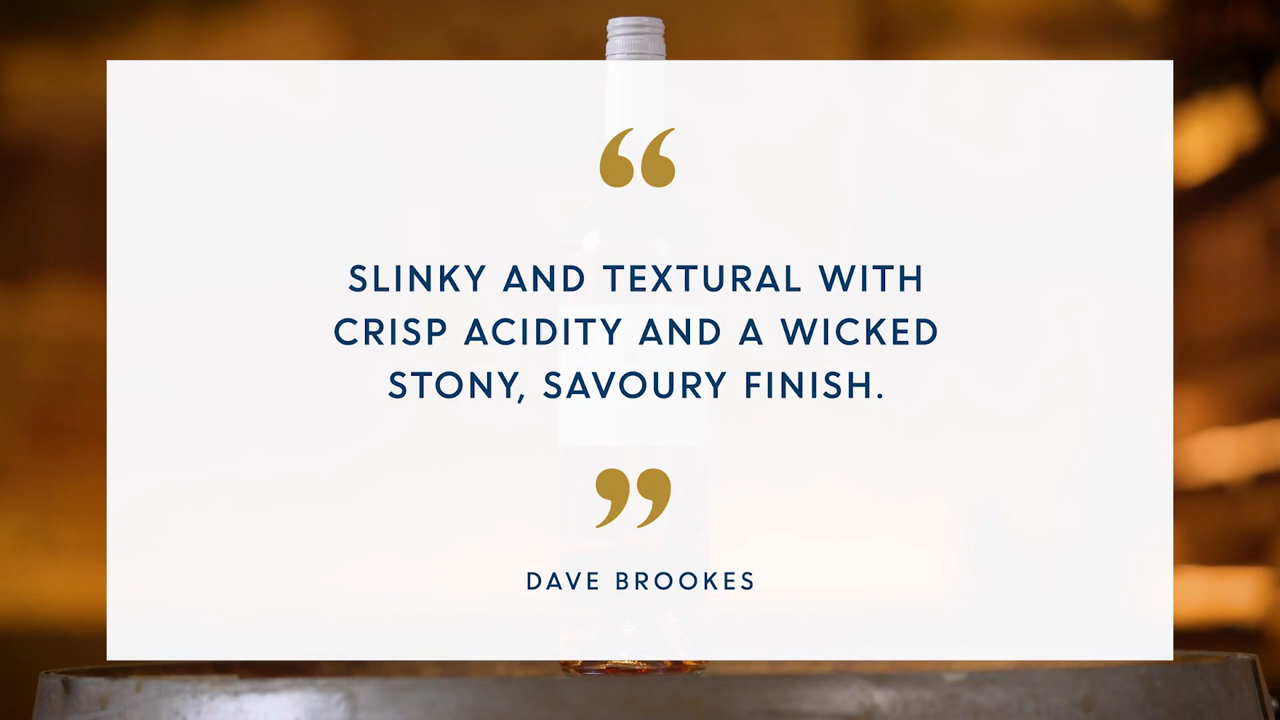 “
SLINKY AND TEXTURAL WITH
CRISP ACIDITY AND A WICKED
STONY, SAVOURY FINISH.
”
DAVE BROOKES